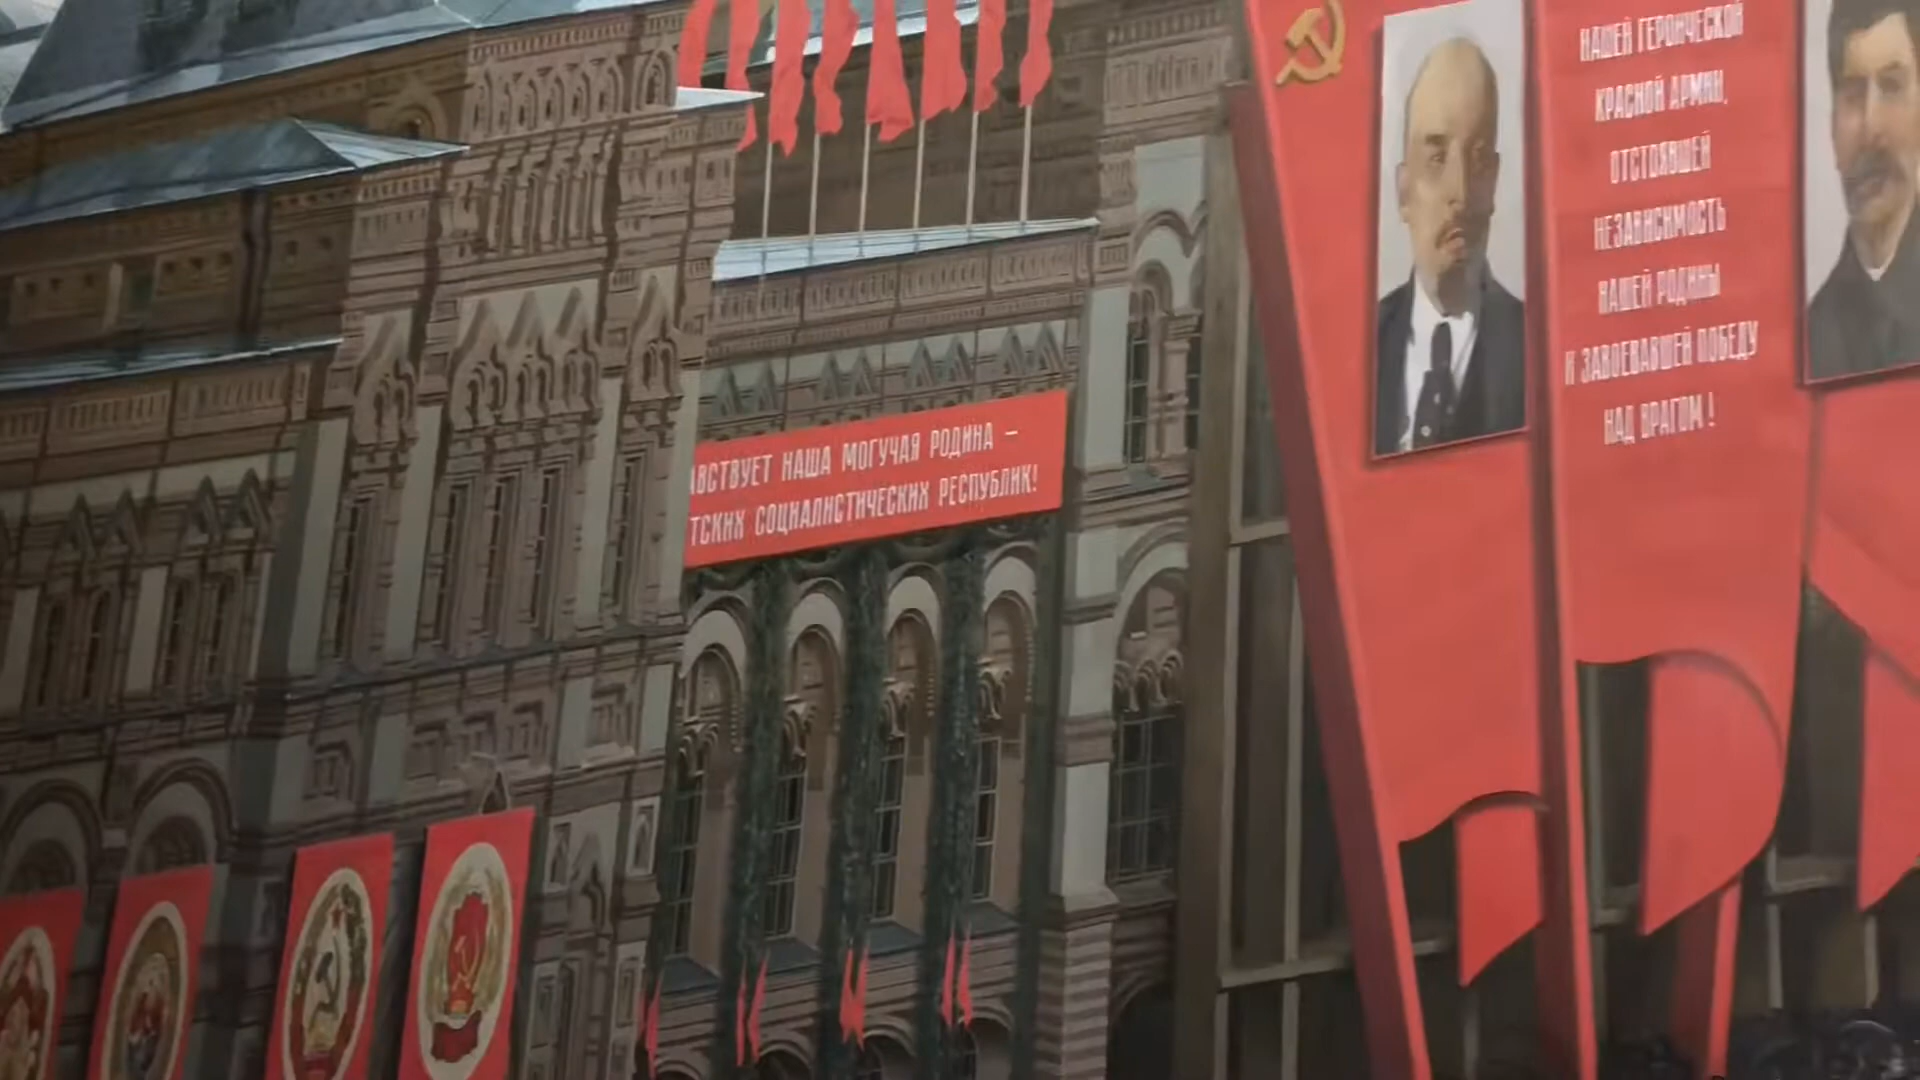 АВСТВУЕТ НАША МОГУЧАЯ РОДИНА –
ТСКИХ СОЦИАЛИСТИЧЕСКИХ РЕСПУБЛИК!
НАШЕЙ ГЕРОИЧЕСКОЙ
КРАСНОЙ АРМИИ,
ОТСТОЯВШЕЙ
НЕЗАВИСИМОСТЬ
НАШЕЙ РОДИНЫ
И ЗАВОЕВАВШЕЙ ПОБЕДУ
НАД ВРАГОМ!